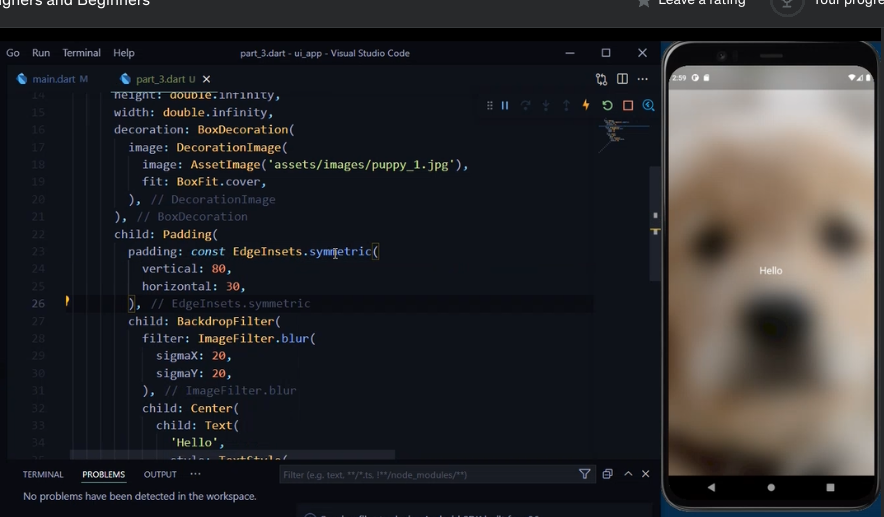 gners and Beginners
Leave a rating
Your progre
Go Run Terminal Help
part_3.dart - ui_app - Visual Studio Code
main.dart M
part_3.dart U
14 height: double.infinity,
15 width: double.infinity,
16 decoration: BoxDecoration(
17 image: DecorationImage(
18 image: AssetImage('assets/images/puppy_1.jpg'),
19 fit: BoxFit.cover,
20 ), // DecorationImage
21 ), // BoxDecoration
22 child: Padding(
23 padding: const EdgeInsets.symmetric(
24 vertical: 80,
25 horizontal: 30,
26 ), // EdgeInsets.symmetric
27 child: BackdropFilter(
28 filter: ImageFilter.blur(
29 sigmaX: 20,
30 sigmaY: 20,
31 ), // ImageFilter.blur
32 child: Center(
33 child: Text(
34 'Hello',
style: TextStyle(
TERMINAL PROBLEMS OUTPUT ...
Filter (e.g. text, **/*.ts, !**/node_modules/**)
No problems have been detected in the workspace.
2:59
Hello